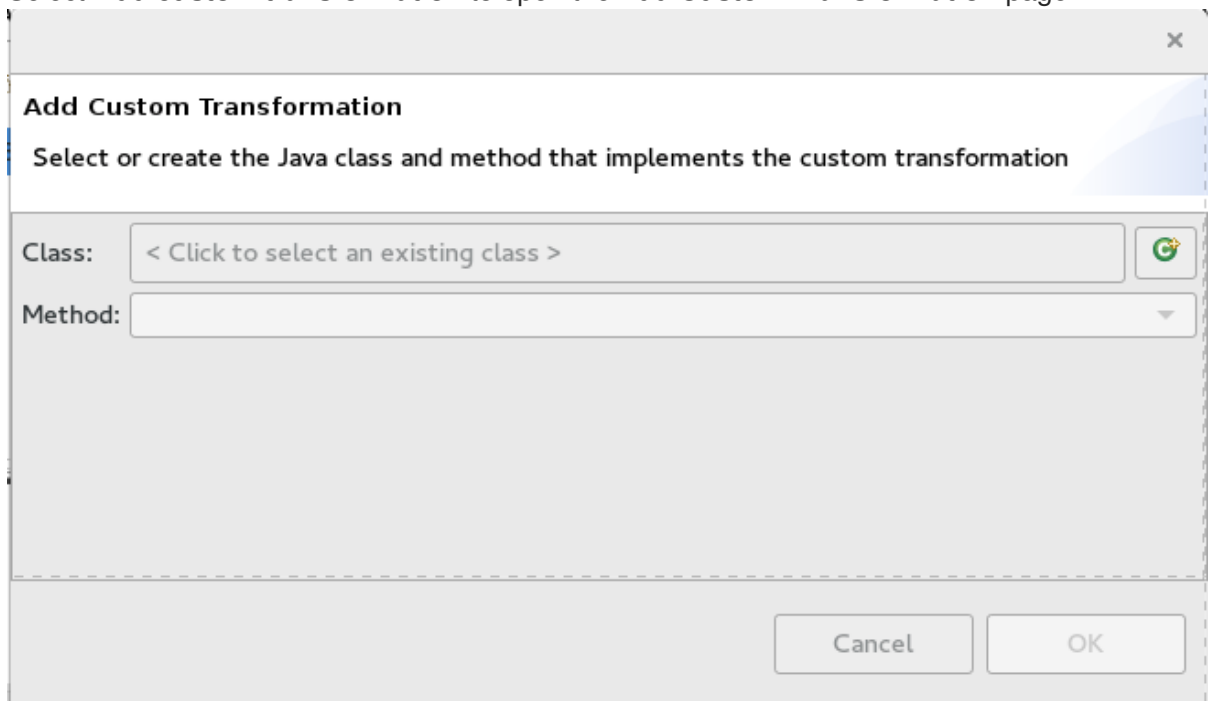 ×
Add Custom Transformation
Select or create the Java class and method that implements the custom transformation
Class: < Click to select an existing class >
Method:
Cancel OK